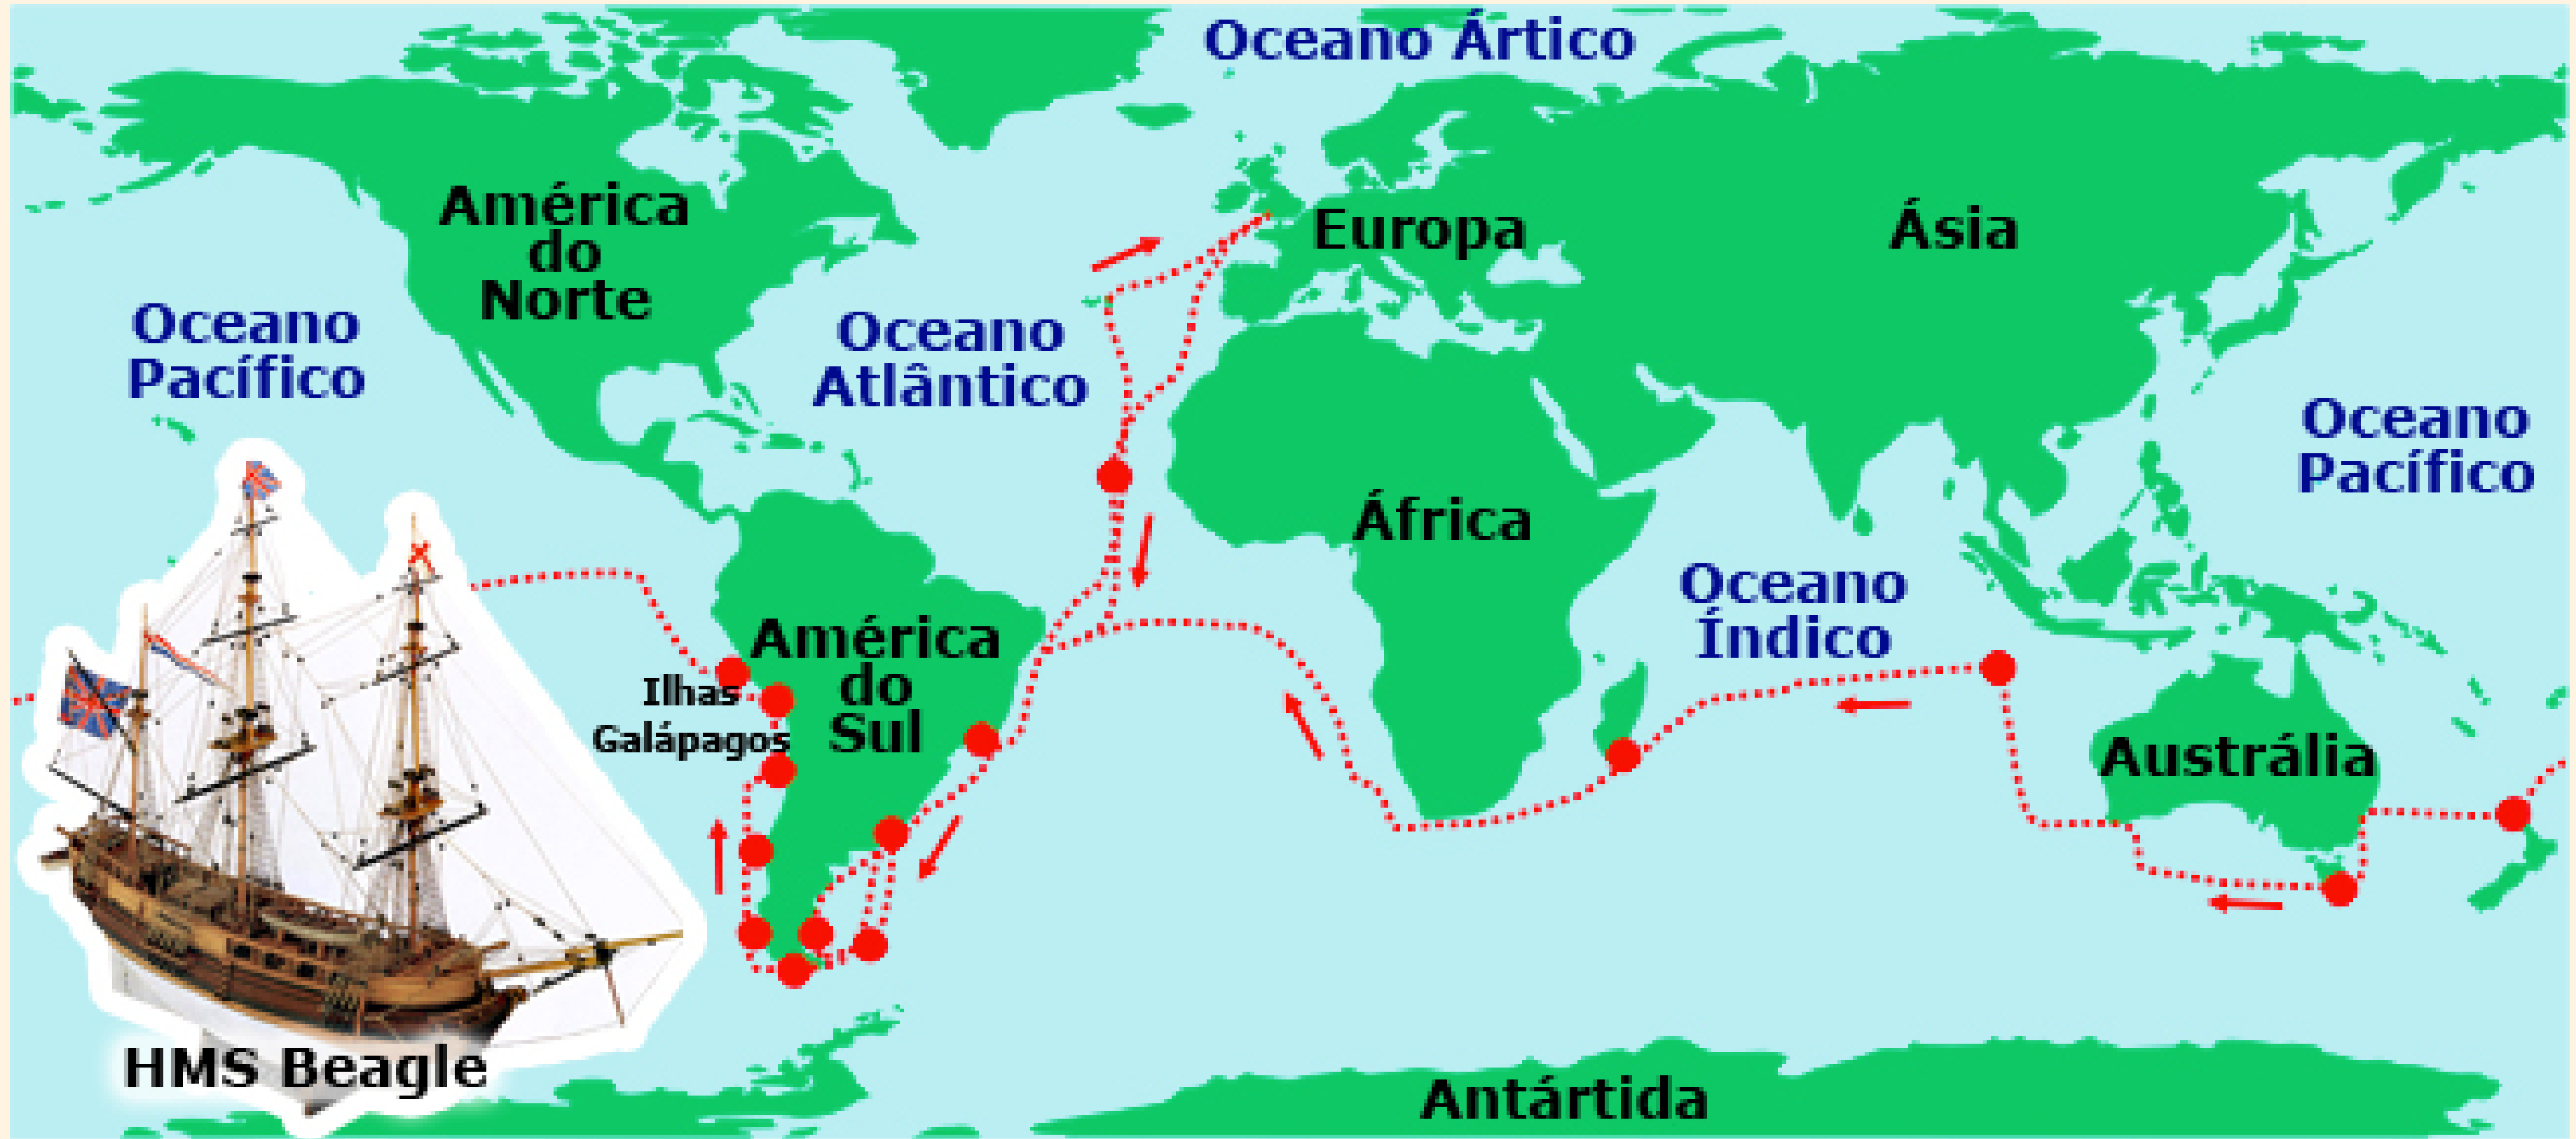 Oceano Ártico
América
do
Norte
Europa
Ásia
Oceano
Pacífico
Oceano
Atlântico
Oceano
Pacífico
África
Oceano
Índico
América
do
Sul
Ilhas
Galápagos
Austrália
HMS Beagle
Antártida